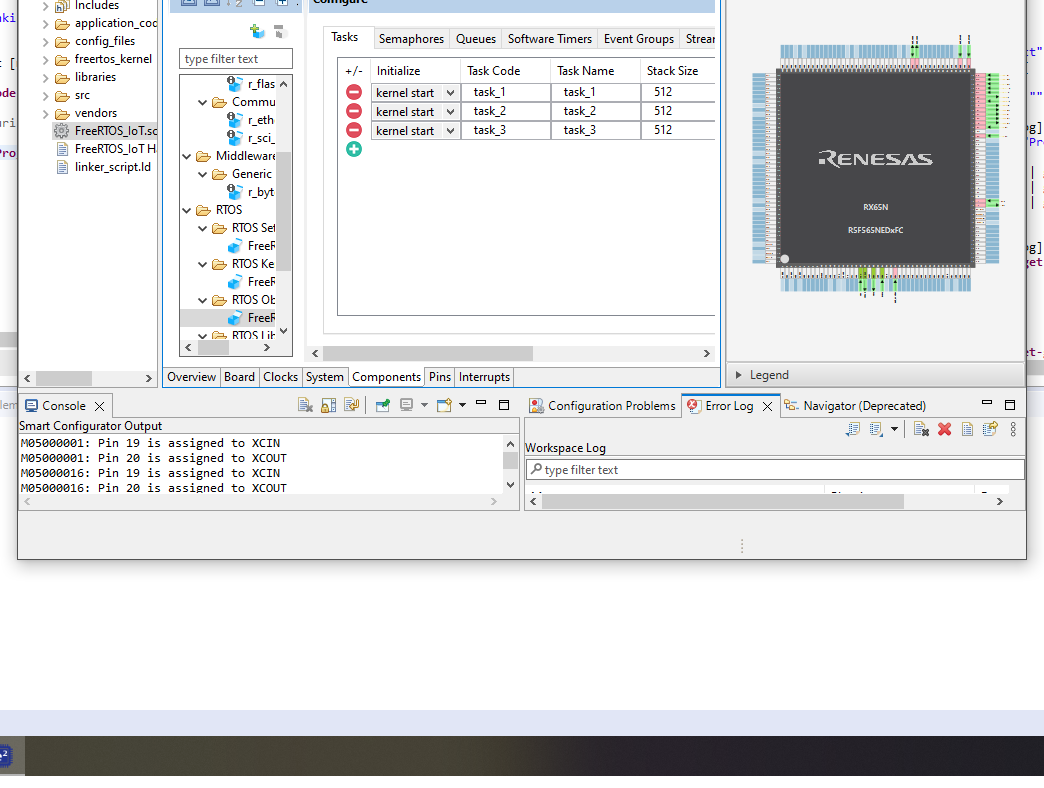 Includes
application_cod
config_files
freertos_kernel
libraries
src
vendors
FreeRTOS_IoT.sc
FreeRTOS_IoT Ha
linker_script.ld
type filter text
r_flas
Commu
r_eth
r_sci_
Middleware
Generic
r_byt
RTOS
RTOS Set
FreeR
RTOS Ke
FreeR
RTOS Ob
FreeR
RTOS Lib
Configure
Tasks Semaphores Queues Software Timers Event Groups Strear
+/- Initialize Task Code Task Name Stack Size
kernel start task_1 task_1 512
kernel start task_2 task_2 512
kernel start task_3 task_3 512
Overview Board Clocks System Components Pins Interrupts
RENESAS
RX65N
R5F565NEDxFC
Legend
Console
Smart Configurator Output
M05000001: Pin 19 is assigned to XCIN
M05000001: Pin 20 is assigned to XCOUT
M05000016: Pin 19 is assigned to XCIN
M05000016: Pin 20 is assigned to XCOUT
Configuration Problems Error Log Navigator (Deprecated)
Workspace Log
type filter text